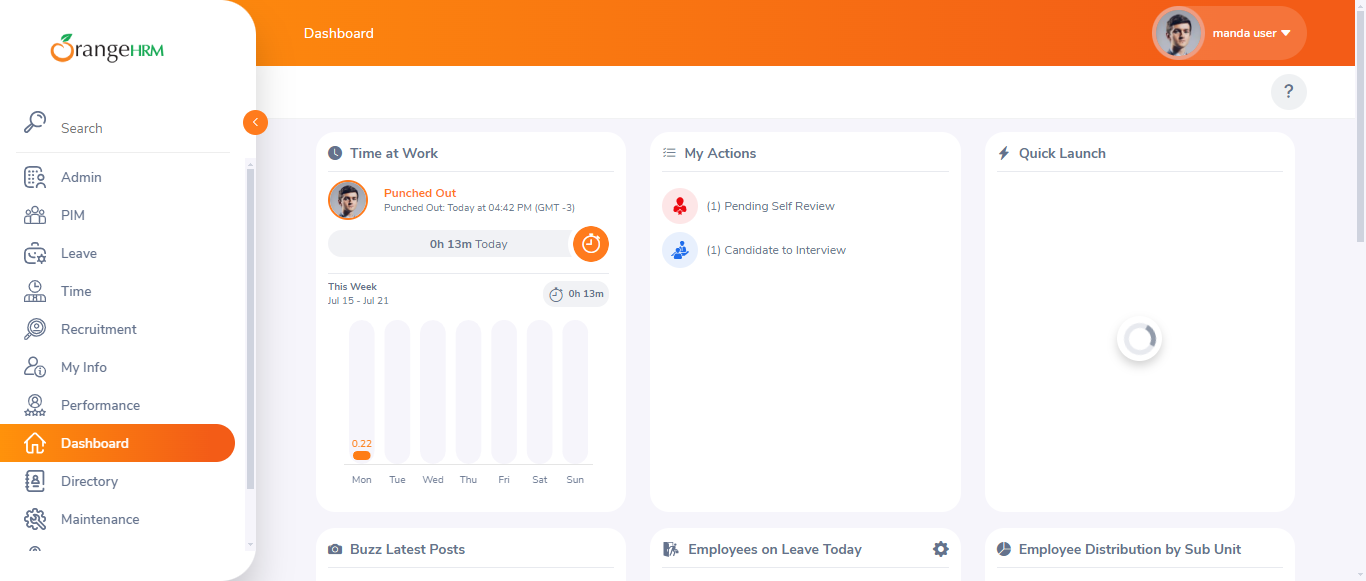 OrangeHRM
Dashboard
manda user
?
Search
Admin
PIM
Leave
Time
Recruitment
My Info
Performance
Dashboard
Directory
Maintenance
Time at Work
Punched Out
Punched Out: Today at 04:42 PM (GMT -3)
0h 13m Today
This Week
Jul 15 - Jul 21
0h 13m
0.22
Mon Tue Wed Thu Fri Sat Sun
My Actions
(1) Pending Self Review
(1) Candidate to Interview
Quick Launch
Buzz Latest Posts
Employees on Leave Today
Employee Distribution by Sub Unit